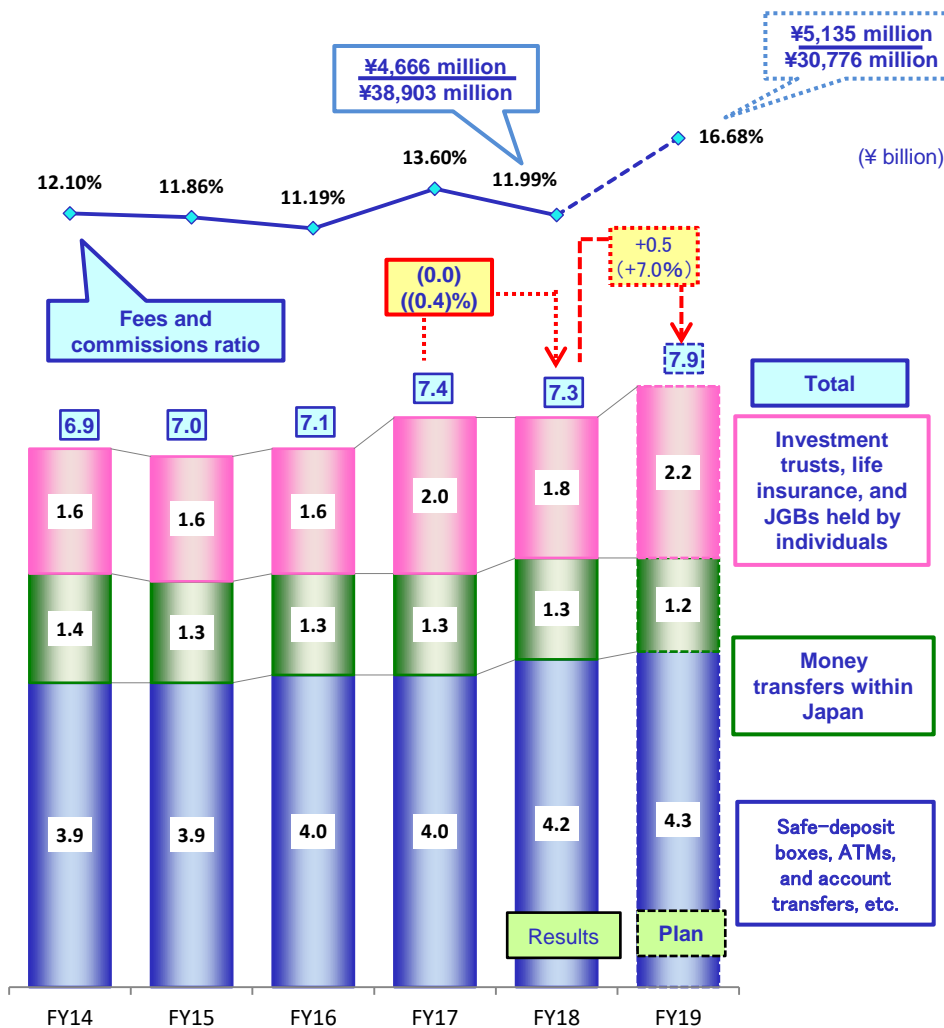 ¥5,135 million
¥30,776 million
¥4,666 million
¥38,903 million
(¥ billion)
12.10%
11.86%
11.19%
13.60%
11.99%
16.68%
Fees and
commissions ratio
(0.0)
((0.4)%)
+0.5
(+7.0%)
6.9
7.0
7.1
7.4
7.3
7.9
Total
1.6
1.6
1.6
2.0
1.8
2.2
Investment
trusts, life
insurance, and
JGBs held by
individuals
1.4
1.3
1.3
1.3
1.3
1.2
Money
transfers within
Japan
3.9
3.9
4.0
4.0
4.2
4.3
Safe-deposit
boxes, ATMs,
and account
transfers, etc.
Results
Plan
FY14
FY15
FY16
FY17
FY18
FY19